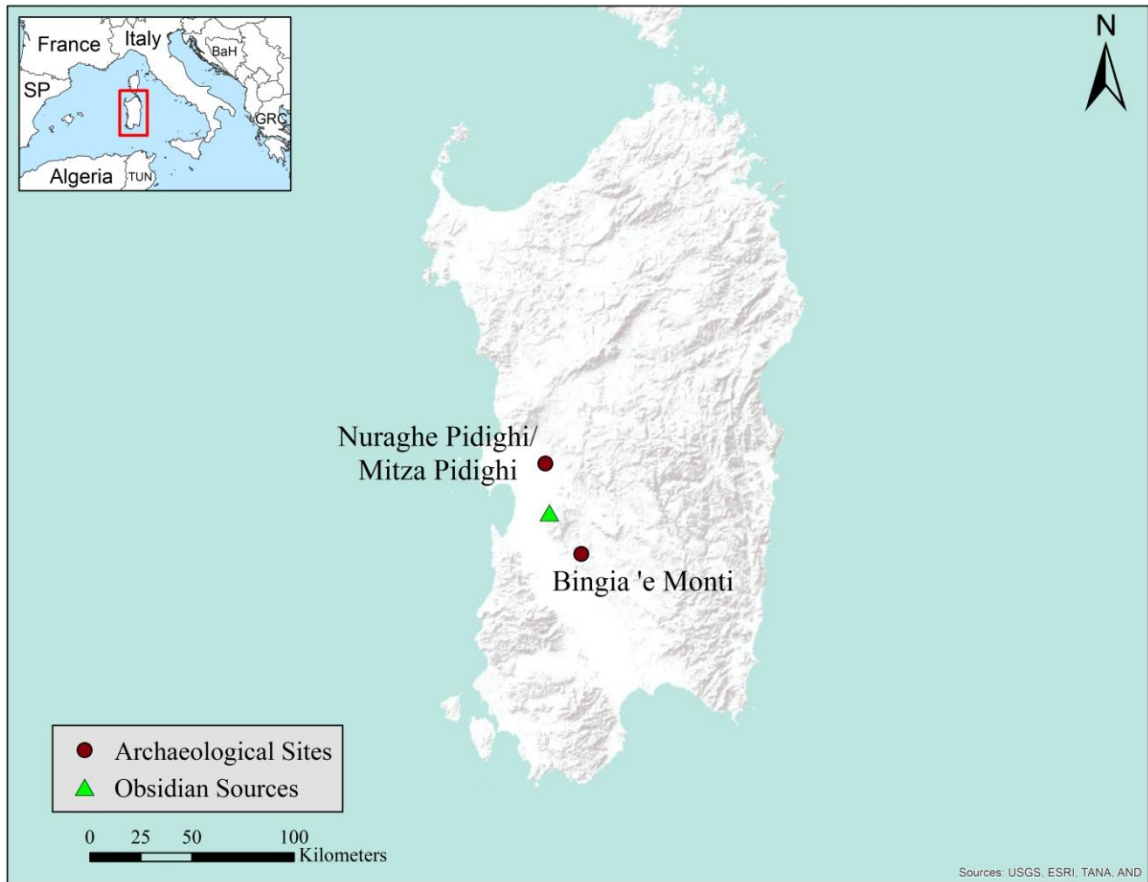 France
Italy
BaH
SP
GRC
Algeria
TUN
N
Nuraghe Pidighi/
Mitza Pidighi
Bingia 'e Monti
Archaeological Sites
Obsidian Sources
0 25 50 100
Kilometers
Sources: USGS, ESRI, TANA, AND